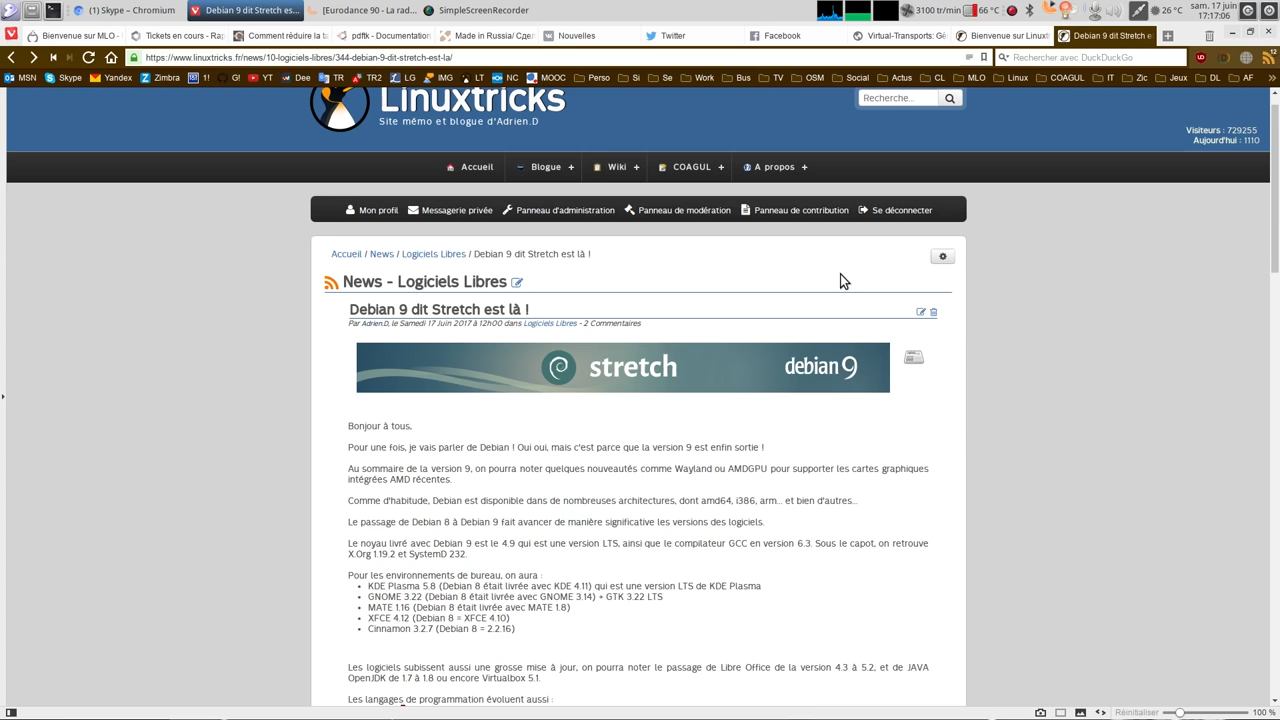 (1) Skype – Chromium
Debian 9 dit Stretch es...
[Eurodance 90 - La rad...
SimpleScreenRecorder
3100 tr/min
66 °C
26 °C
sam. 17 juin
17:17:06
Bienvenue sur MLO -
Tickets en cours - Rap
Comment réduire la ta
pdftk – Documentation
Made in Russia/ Сдел
Nouvelles
Twitter
Facebook
Virtual-Transports: Gé
Bienvenue sur Linuxt
Debian 9 dit Stretch e
https://www.linuxtricks.fr/news/10-logiciels-libres/344-debian-9-dit-stretch-est-la/
Rechercher avec DuckDuckGo
MSN Skype Yandex Zimbra 1! G! Dee TR TR2 LG IMG LT NC MOOC Perso Si Se Work Bus TV OSM Social Actus CL MLO Linux COAGUL IT Zic Jeux DL AF
Linuxtricks
Site mémo et blogue d'Adrien.D
Recherche...
Visiteurs : 729255
Aujourd'hui : 1110
Accueil Blogue + Wiki + COAGUL + A propos +
Mon profil Messagerie privée Panneau d'administration Panneau de modération Panneau de contribution Se déconnecter
Accueil / News / Logiciels Libres / Debian 9 dit Stretch est là !
News - Logiciels Libres
Debian 9 dit Stretch est là !
Par Adrien.D, le Samedi 17 Juin 2017 à 12h00 dans Logiciels Libres - 2 Commentaires
stretch
debian 9
Bonjour à tous,
Pour une fois, je vais parler de Debian ! Oui oui, mais c'est parce que la version 9 est enfin sortie !
Au sommaire de la version 9, on pourra noter quelques nouveautés comme Wayland ou AMDGPU pour supporter les cartes graphiques
intégrées AMD récentes.
Comme d'habitude, Debian est disponible dans de nombreuses architectures, dont amd64, i386, arm... et bien d'autres...
Le passage de Debian 8 à Debian 9 fait avancer de manière significative les versions des logiciels.
Le noyau livré avec Debian 9 est le 4.9 qui est une version LTS, ainsi que le compilateur GCC en version 6.3. Sous le capot, on retrouve
X.Org 1.19.2 et SystemD 232.
Pour les environnements de bureau, on aura :
• KDE Plasma 5.8 (Debian 8 était livrée avec KDE 4.11) qui est une version LTS de KDE Plasma
• GNOME 3.22 (Debian 8 était livrée avec GNOME 3.14) + GTK 3.22 LTS
• MATE 1.16 (Debian 8 était livrée avec MATE 1.8)
• XFCE 4.12 (Debian 8 = XFCE 4.10)
• Cinnamon 3.2.7 (Debian 8 = 2.2.16)
Les logiciels subissent aussi une grosse mise à jour, on pourra noter le passage de Libre Office de la version 4.3 à 5.2, et de JAVA
OpenJDK de 1.7 à 1.8 ou encore Virtualbox 5.1.
Les langages de programmation évoluent aussi :
Réinitialiser
100 %